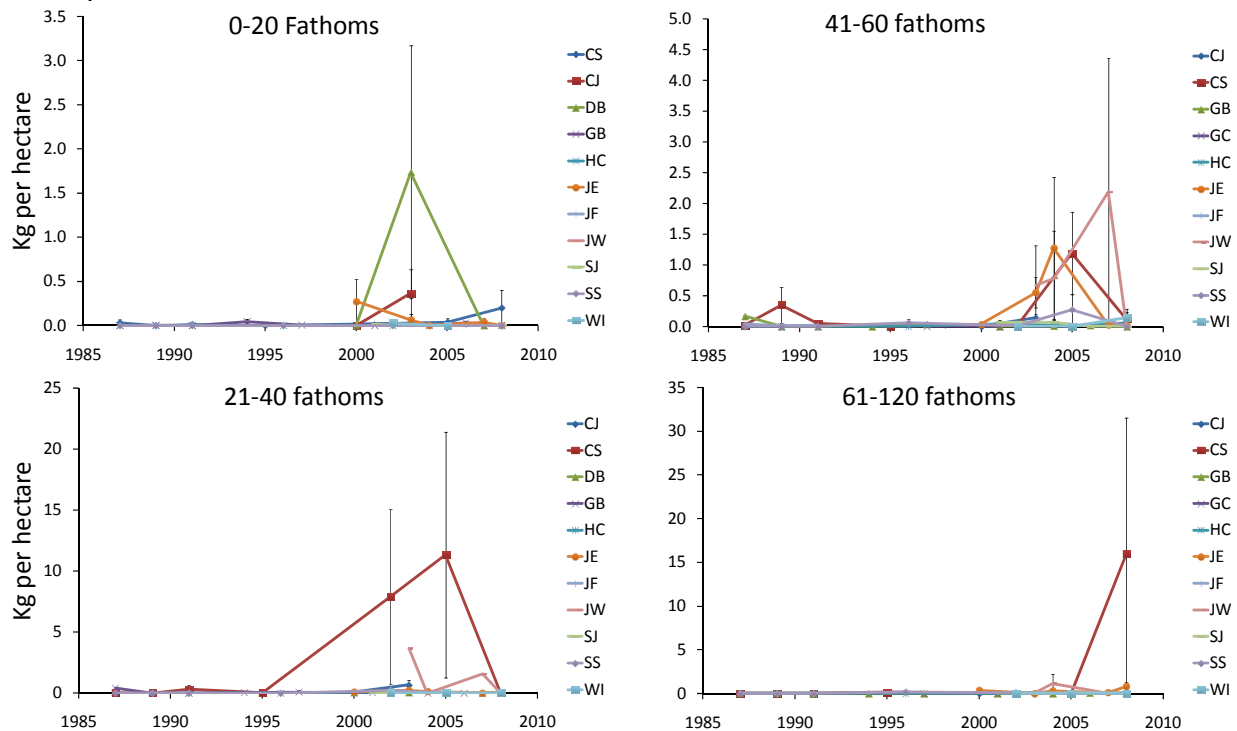 0-20 Fathoms
Kg per hectare
3.5
3.0
2.5
2.0
1.5
1.0
0.5
0.0
1985 1990 1995 2000 2005 2010
CS
CJ
DB
GB
HC
JE
JF
JW
SJ
SS
WI
41-60 fathoms
5.0
4.5
4.0
3.5
3.0
2.5
2.0
1.5
1.0
0.5
0.0
1985 1990 1995 2000 2005 2010
CJ
CS
GB
GC
HC
JE
JF
JW
SJ
SS
WI
21-40 fathoms
Kg per hectare
25
20
15
10
5
0
1985 1990 1995 2000 2005 2010
CJ
CS
DB
GB
HC
JE
JF
JW
SJ
SS
WI
61-120 fathoms
35
30
25
20
15
10
5
0
1985 1990 1995 2000 2005 2010
CJ
CS
GB
GC
HC
JE
JF
JW
SJ
SS
WI